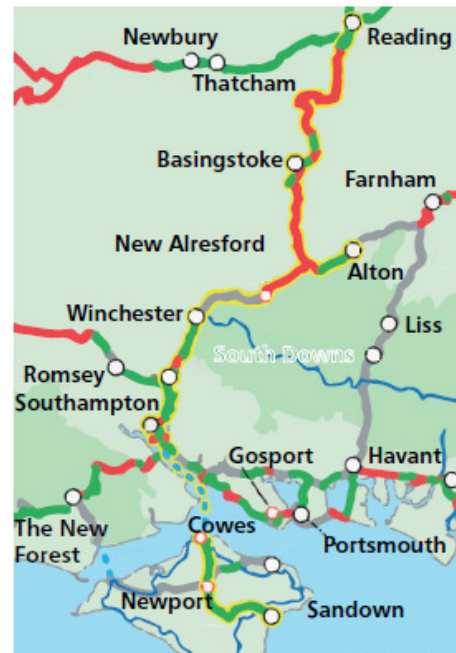 Reading
Newbury
Thatcham
Basingstoke
Farnham
New Alresford
Alton
Winchester
Liss
South Downs
Romsey
Southampton
Gosport
Havant
The New
Forest
Cowes
Portsmouth
Newport
Sandown